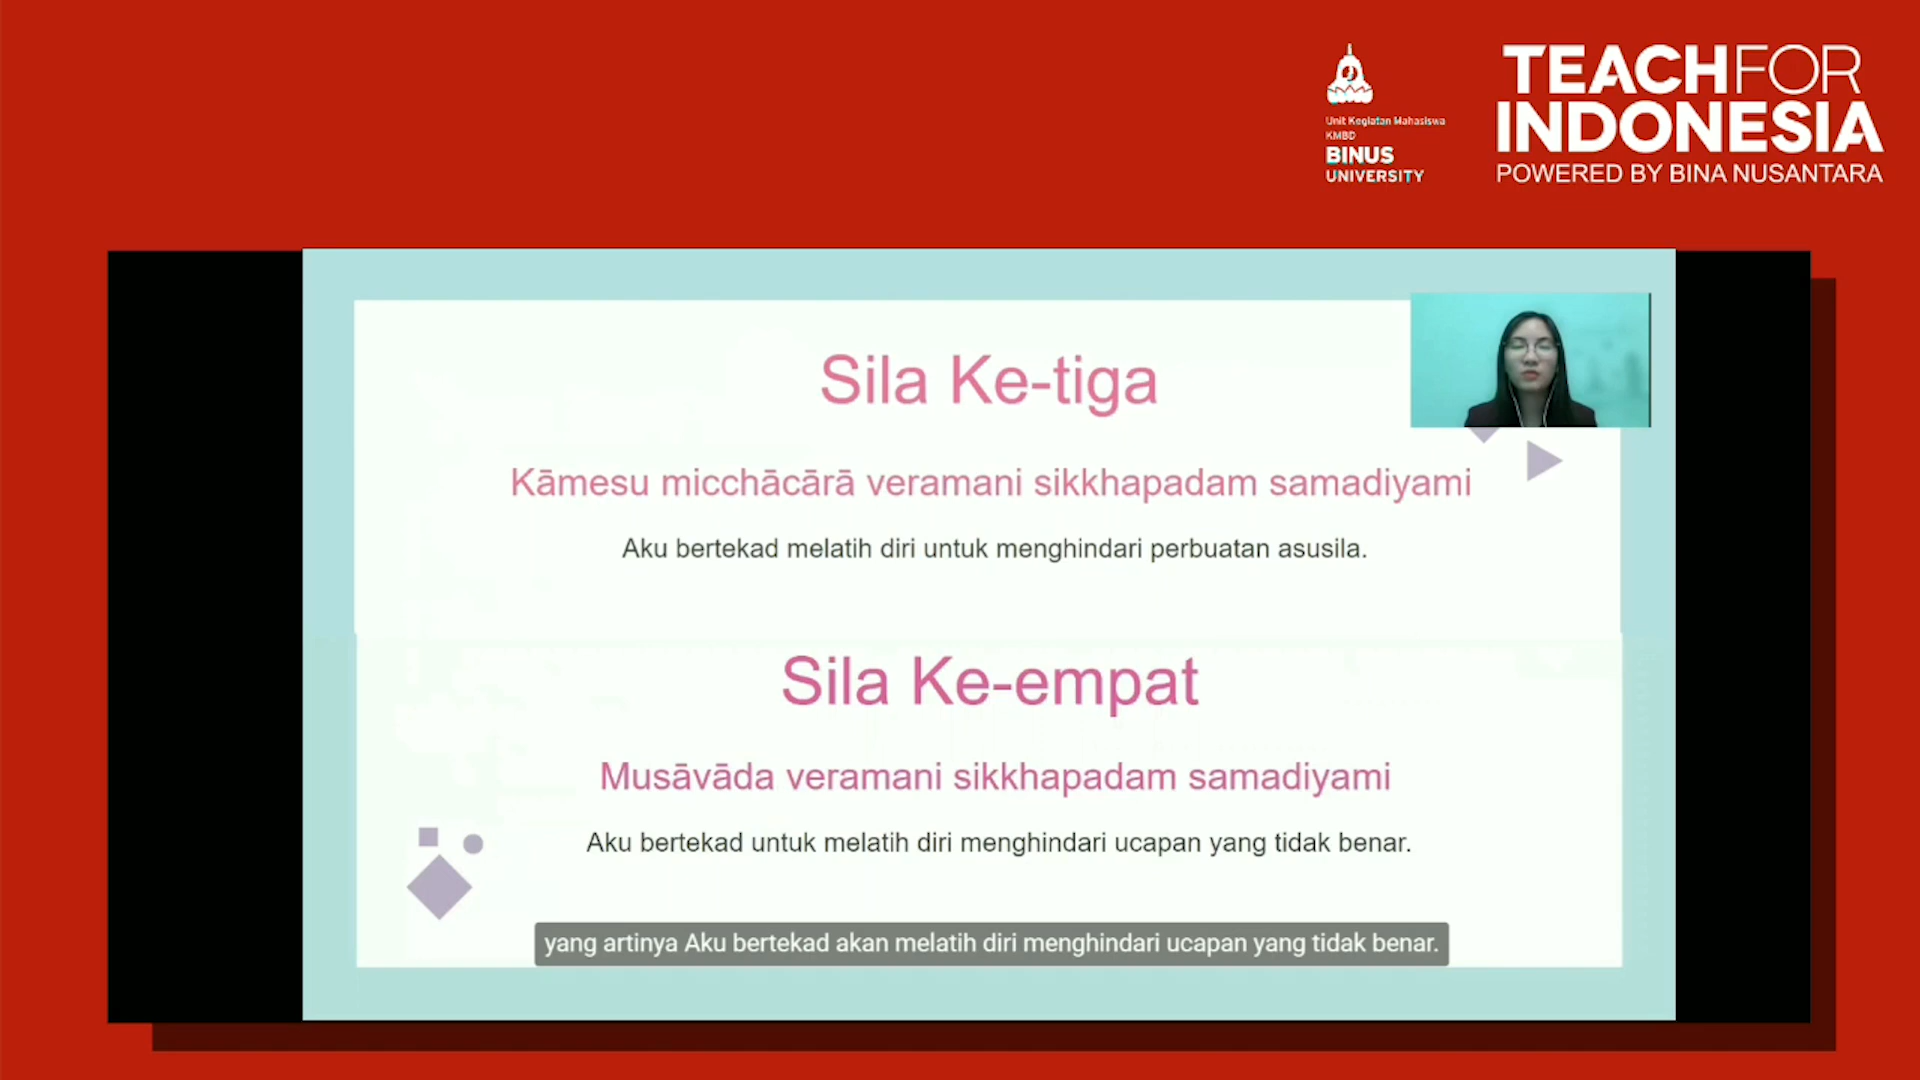 Unit Kegiatan Mahasiswa
KMBD
BINUS
UNIVERSITY
TEACHFOR
INDONESIA
POWERED BY BINA NUSANTARA
Sila Ke-tiga
Kāmesu micchācārā veramani sikkhapadam samadiyami
Aku bertekad melatih diri untuk menghindari perbuatan asusila.
Sila Ke-empat
Musāvāda veramani sikkhapadam samadiyami
Aku bertekad untuk melatih diri menghindari ucapan yang tidak benar.
yang artinya Aku bertekad akan melatih diri menghindari ucapan yang tidak benar.